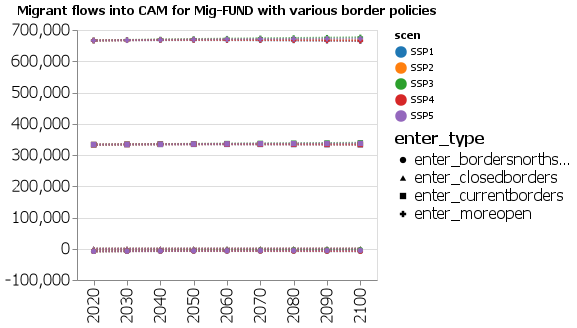 Migrant flows into CAM for Mig-FUND with various border policies
700,000
600,000
500,000
400,000
300,000
200,000
100,000
0
-100,000
2020
2030
2040
2050
2060
2070
2080
2090
2100
scen
SSP1
SSP2
SSP3
SSP4
SSP5
enter_type
enter_bordersnorths...
enter_closedborders
enter_currentborders
enter_moreopen